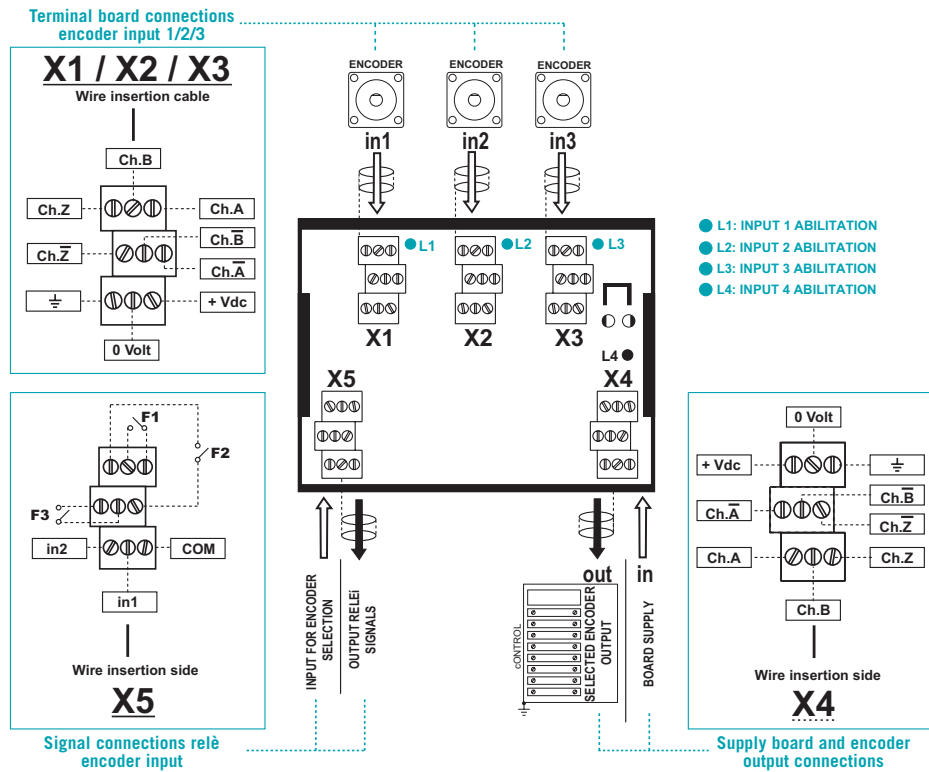 Terminal board connections
encoder input 1/2/3
X1 / X2 / X3
Wire insertion cable
Ch.B
Ch.Z
Ch.A
Ch.B̅
Ch.Z̅
Ch.A̅
+ Vdc
0 Volt
ENCODER
ENCODER
ENCODER
in1
in2
in3
L1
L2
L3
X1
X2
X3
L4
X5
X4
L1: INPUT 1 ABILITATION
L2: INPUT 2 ABILITATION
L3: INPUT 3 ABILITATION
L4: INPUT 4 ABILITATION
F1
F2
F3
in2
COM
in1
Wire insertion side
X5
Signal connections relè
encoder input
INPUT FOR ENCODER
SELECTION
OUTPUT RELEi
SIGNALS
out
in
cONTROL
SELECTED ENCODER
OUTPUT
BOARD SUPPLY
0 Volt
+ Vdc
Ch.B̅
Ch.A̅
Ch.Z̅
Ch.A
Ch.Z
Ch.B
Wire insertion side
X4
Supply board and encoder
output connections